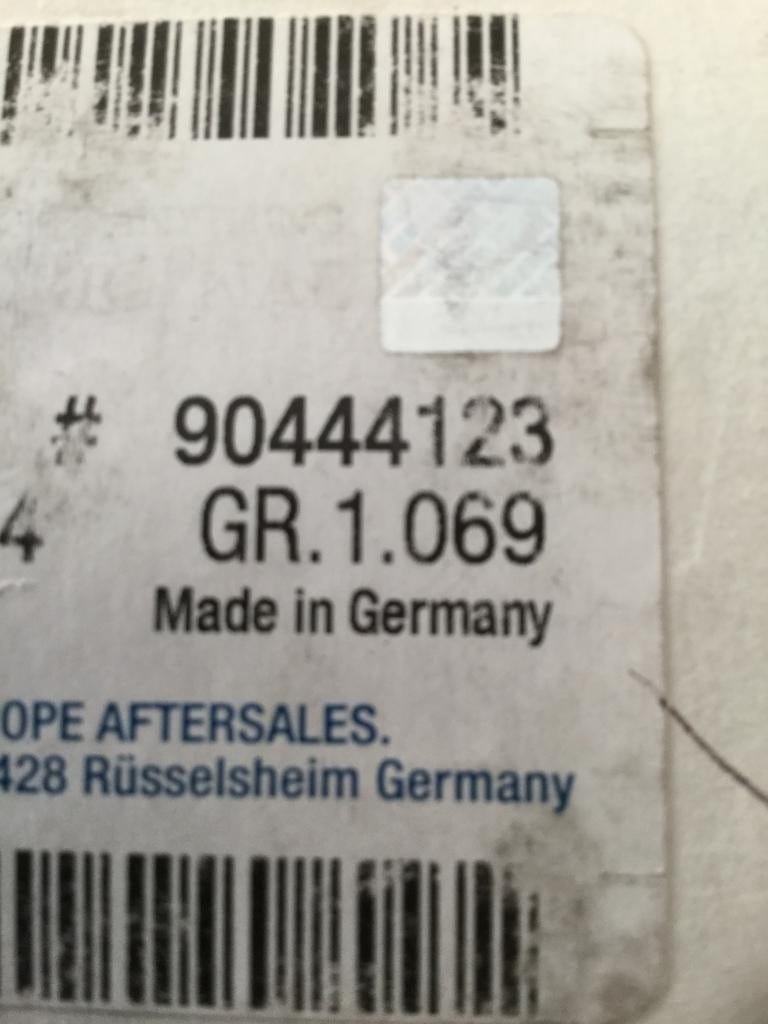 # 90444123
4 GR.1.069
Made in Germany
OPE AFTERSALES.
428 Rüsselsheim Germany